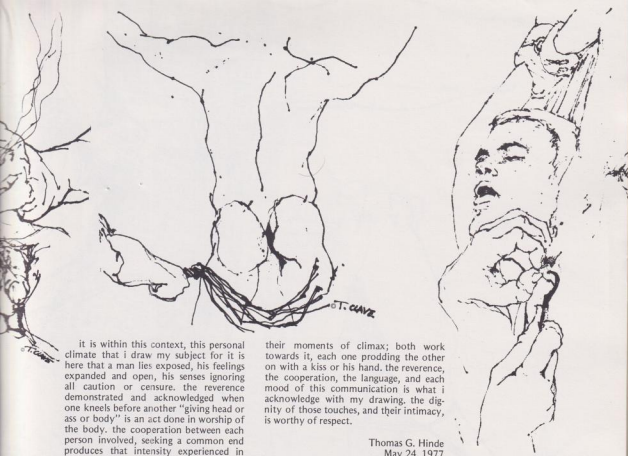 ©T. CLAVE
©T. CLAVE
it is within this context, this personal
climate that i draw my subject for it is
here that a man lies exposed, his feelings
expanded and open, his senses ignoring
all caution or censure. the reverence
demonstrated and acknowledged when
one kneels before another "giving head or
ass or body" is an act done in worship of
the body. the cooperation between each
person involved, seeking a common end
produces that intensity experienced in
their moments of climax; both work
towards it, each one prodding the other
on with a kiss or his hand. the reverence,
the cooperation, the language, and each
mood of this communication is what i
acknowledge with my drawing. the dig-
nity of those touches, and their intimacy,
is worthy of respect.
Thomas G. Hinde
May 24, 1977